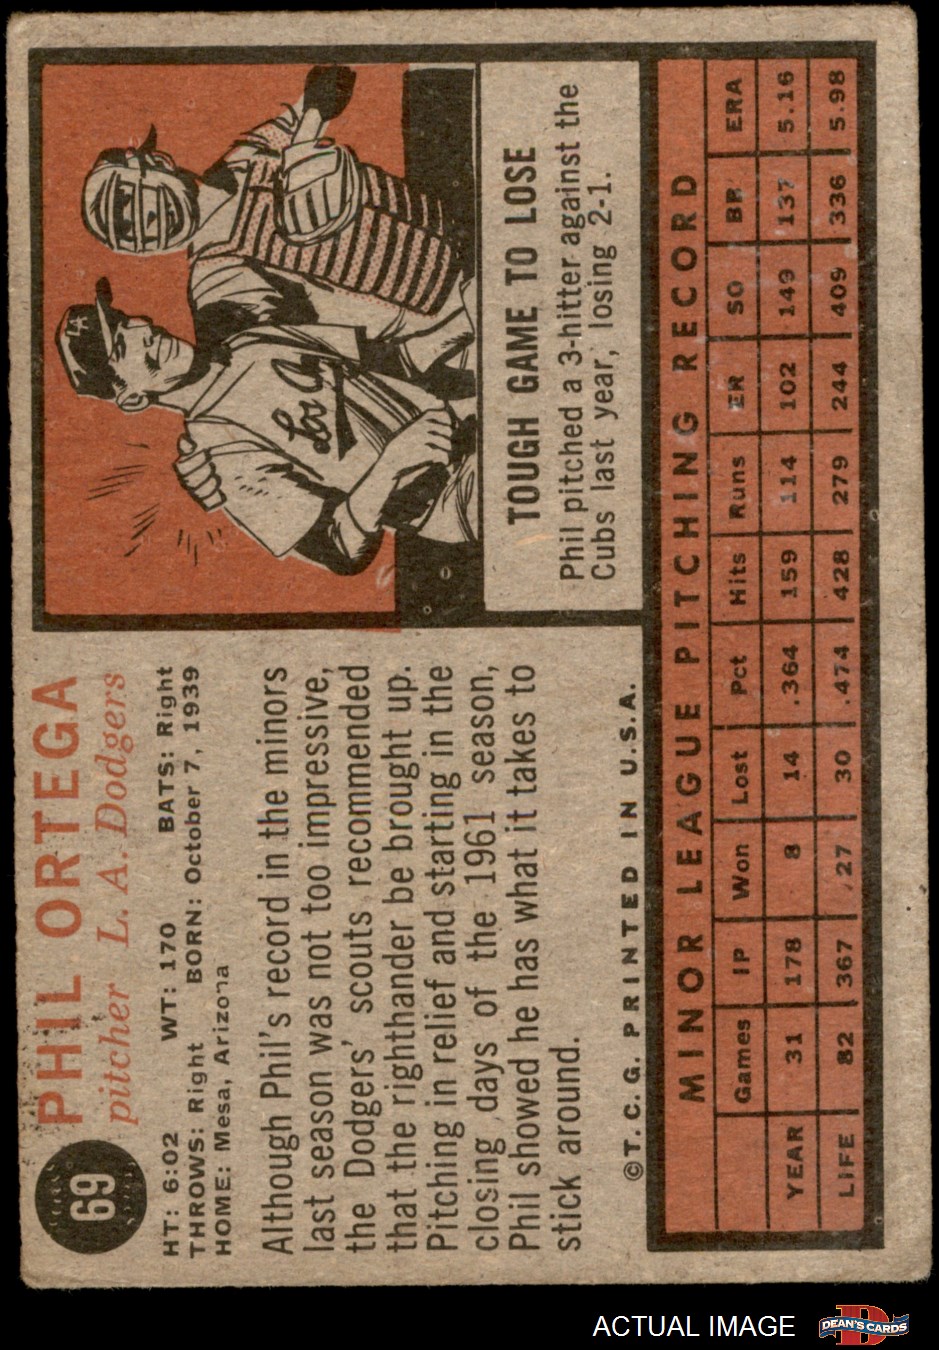 69
PHIL ORTEGA
pitcher L. A. Dodgers
HT: 6:02 WT: 170 BATS: Right
THROWS: Right BORN: October 7, 1939
HOME: Mesa, Arizona
Although Phil's record in the minors
last season was not too impressive,
the Dodgers' scouts recommended
that the righthander be brought up.
Pitching in relief and starting in the
closing days of the 1961 season,
Phil showed he has what it takes to
stick around.
©T. C. G. PRINTED IN U.S.A.
LA
Los
TOUGH GAME TO LOSE
Phil pitched a 3-hitter against the
Cubs last year, losing 2-1.
MINOR LEAGUE PITCHING RECORD
Games IP Won Lost Pct Hits Runs ER SO BB ERA
YEAR 31 178 8 14 .364 159 114 102 149 137 5.16
LIFE 82 367 27 30 .474 428 279 244 409 336 5.98
ACTUAL IMAGE
D
DEAN'S CARDS